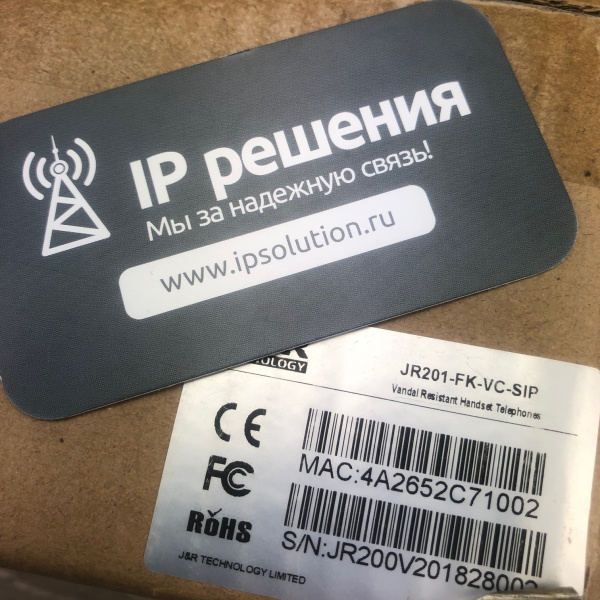 IP решения
Мы за надежную связь!
www.ipsolution.ru
JR201-FK-VC-SIP
Vandal Resistant Handset Telephones
CE
FC
MAC:4A2652C71002
RoHS
S/N:JR200V201828002
J&R TECHNOLOGY LIMITED